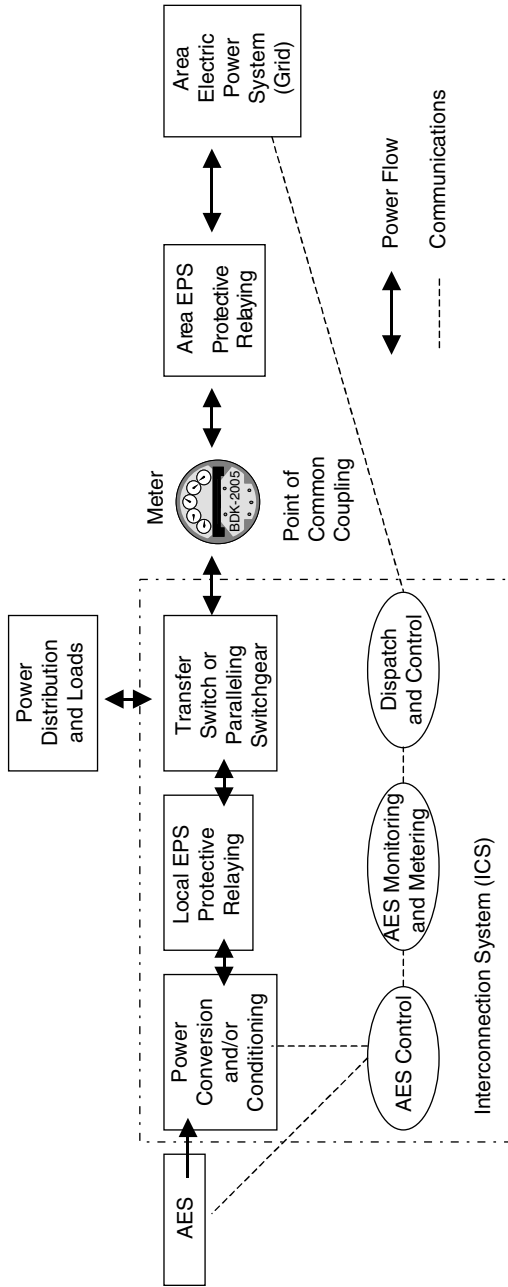 Power
Distribution
and Loads
AES
Power
Conversion
and/or
Conditioning
Local EPS
Protective
Relaying
Transfer
Switch or
Paralleling
Switchgear
Meter
BDK-2005
Point of
Common
Coupling
Area EPS
Protective
Relaying
Area
Electric
Power
System
(Grid)
AES Control
AES Monitoring
and Metering
Dispatch
and Control
Interconnection System (ICS)
Power Flow
Communications